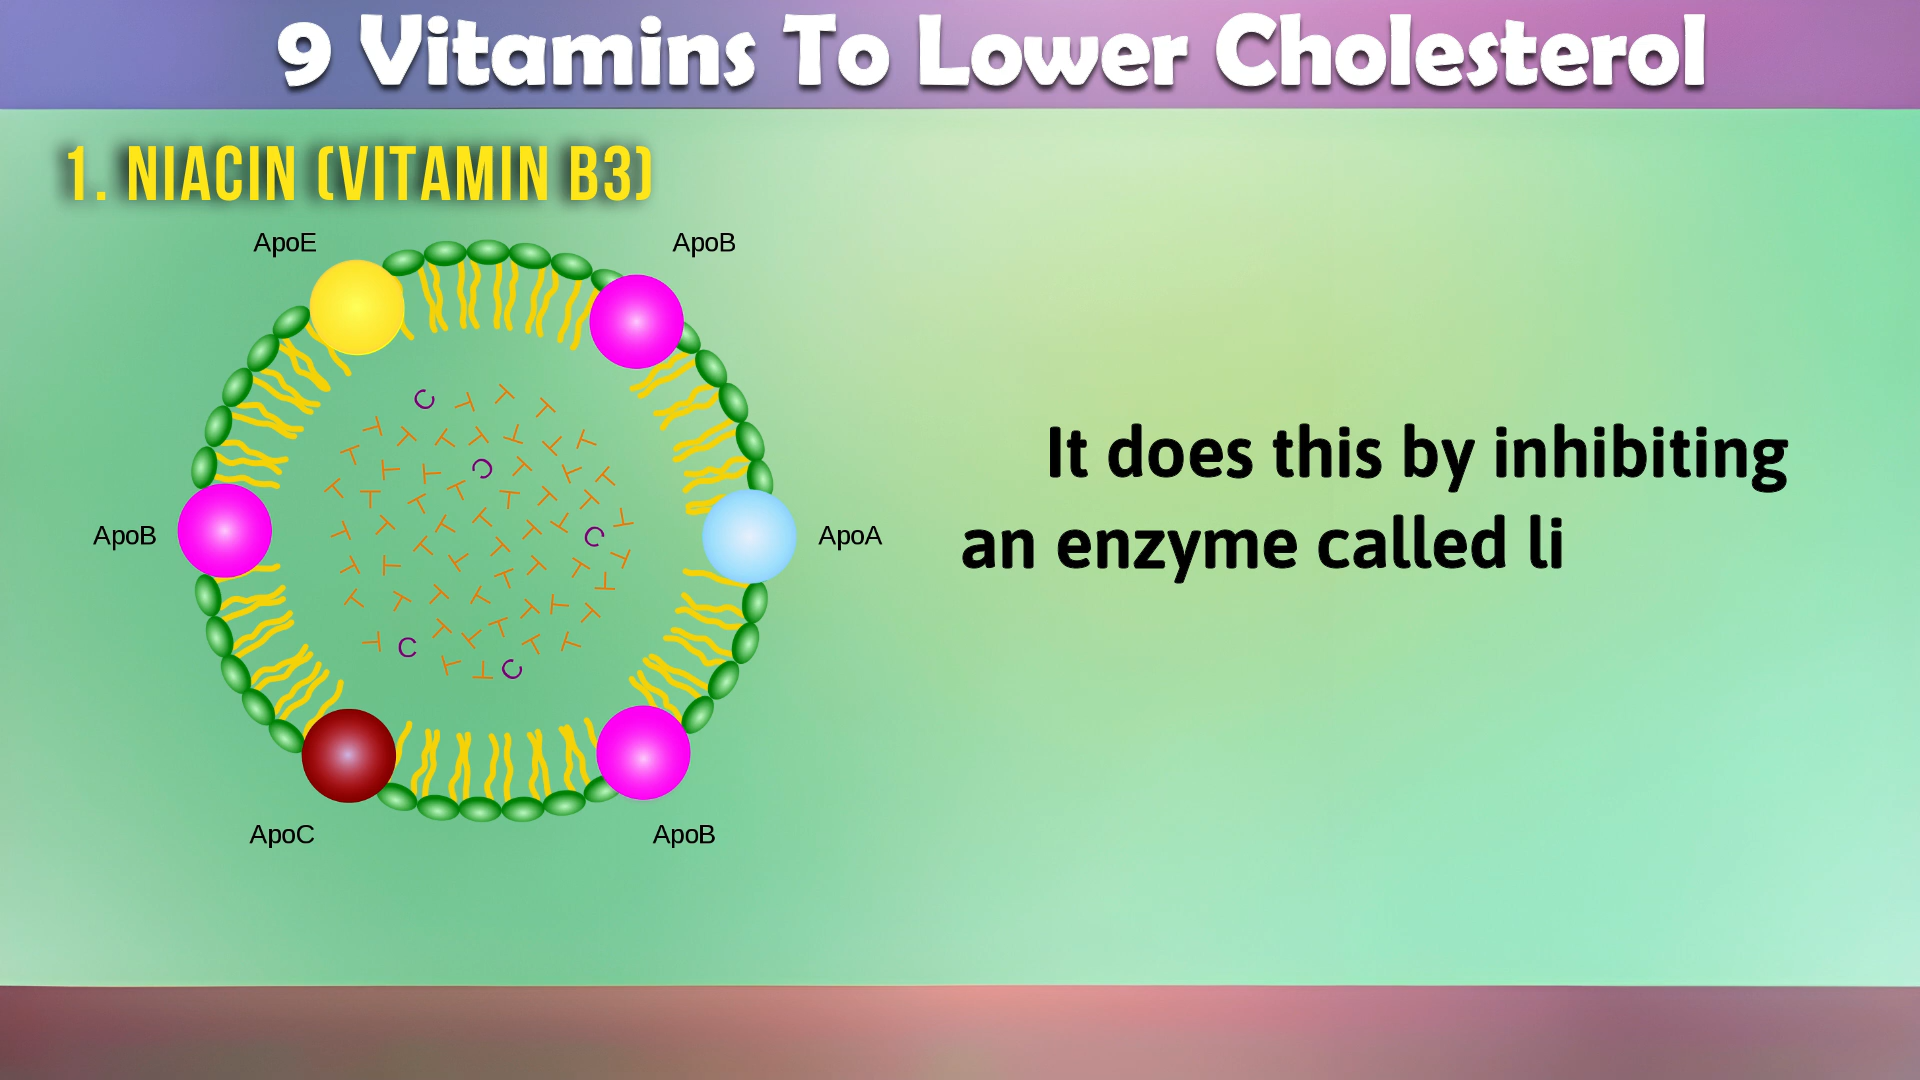 9 Vitamins To Lower Cholesterol
1. NIACIN (VITAMIN B3)
ApoE
ApoB
ApoB
ApoA
ApoC
ApoB
C
C
C
C
C
It does this by inhibiting
an enzyme called li